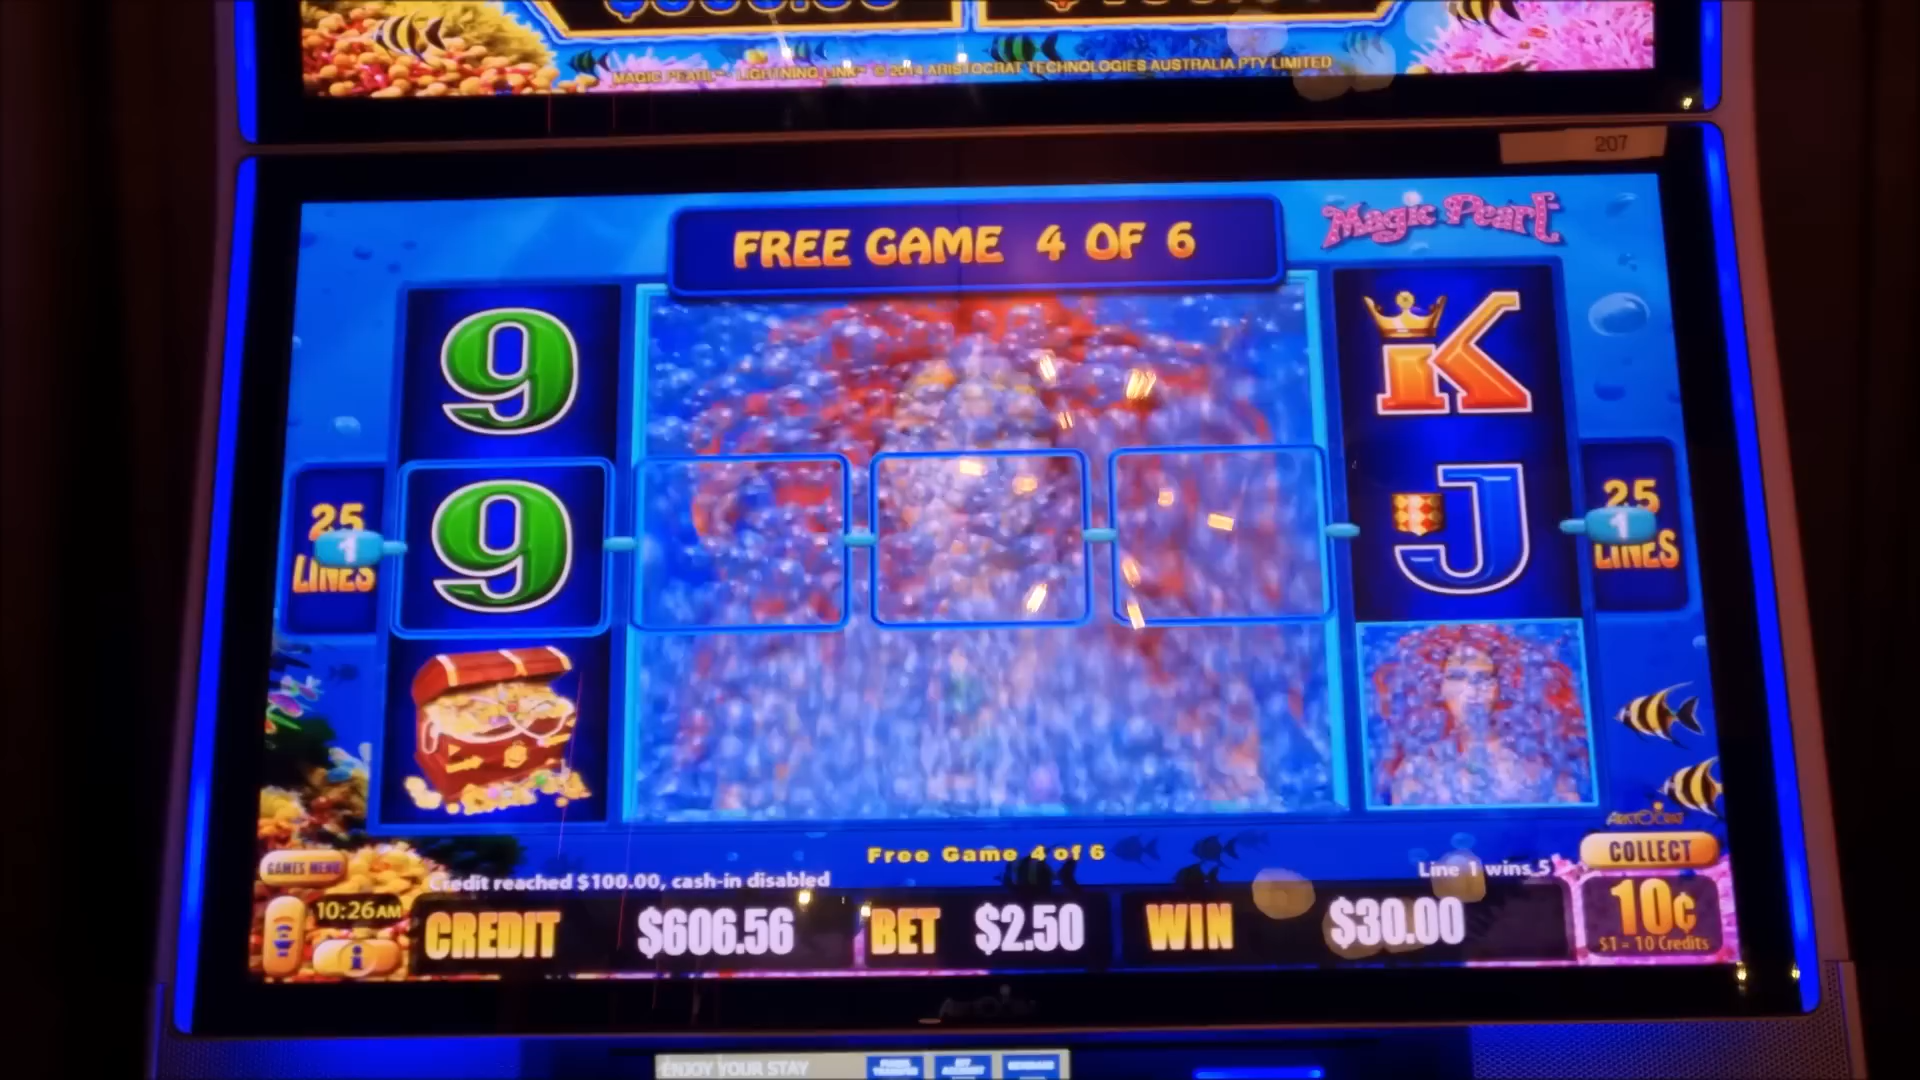 MAGIC PEARL™ - LIGHTNING LINK™ © 2014 ARISTOCRAT TECHNOLOGIES AUSTRALIA PTY LIMITED
207
Magic Pearl
FREE GAME 4 OF 6
9
K
9
J
25
1
LINES
25
1
LINES
ARISTOCRAT
Free Game 4 of 6
GAMES MENU
COLLECT
Credit reached $100.00, cash-in disabled
Line 1 wins 5
10:26AM
CREDIT $606.56 BET $2.50 WIN $30.00
10¢
$1 = 10 Credits
ENJOY YOUR STAY